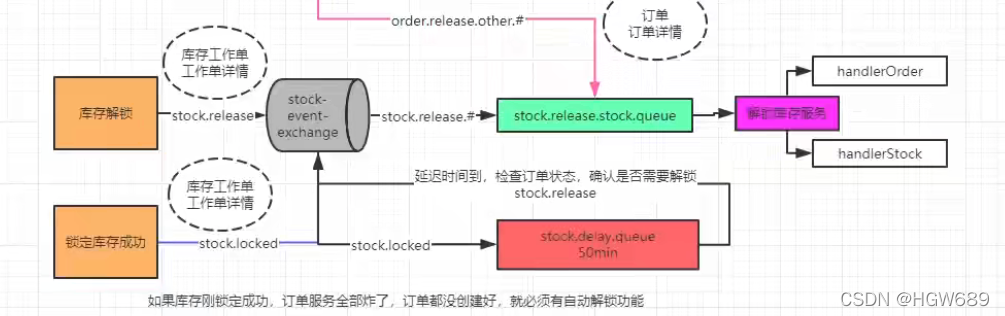 order.release.other.#
订单
订单详情
库存工作单
工作单详情
handlerOrder
库存解锁
stock.release
stock-
event-
exchange
stock.release.#
stock.release.stock.queue
解锁库存服务
handlerStock
延迟时间到，检查订单状态，确认是否需要解锁
stock.release
库存工作单
工作单详情
锁定库存成功
stock.locked
stock.locked
stock.delay.queue
50min
如果库存刚锁定成功，订单服务全部炸了，订单都没创建好，就必须有自动解锁功能
CSDN @HGW689